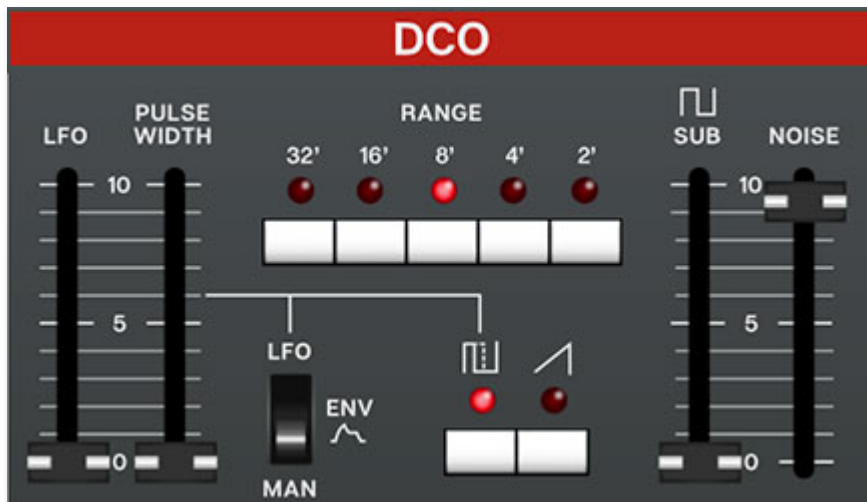 DCO
LFO
PULSE
WIDTH
RANGE
32' 16' 8' 4' 2'
SUB
NOISE
10
5
0
10
5
0
LFO
ENV
MAN